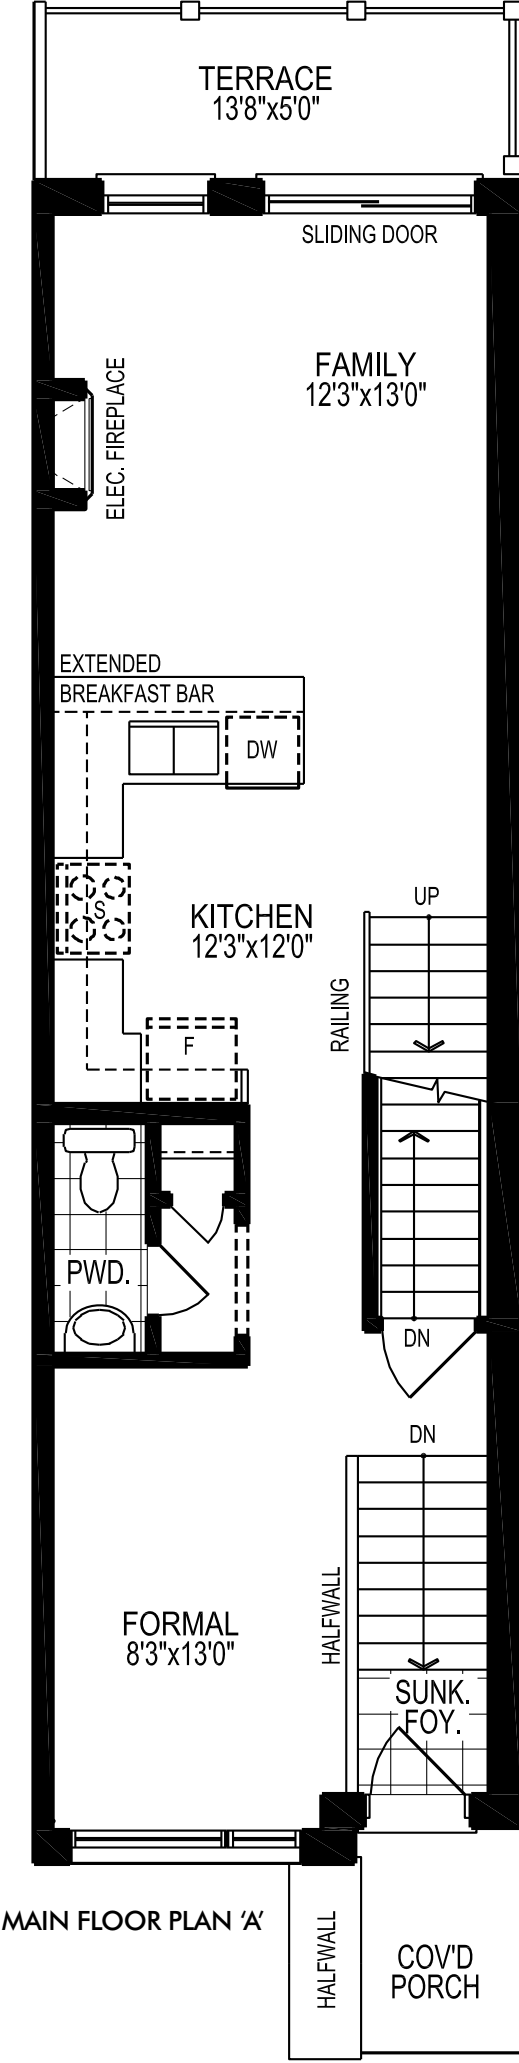 TERRACE
13'8"x5'0"
SLIDING DOOR
FAMILY
12'3"x13'0"
ELEC. FIREPLACE
EXTENDED
BREAKFAST BAR
DW
S
KITCHEN
12'3"x12'0"
UP
RAILING
F
PWD.
DN
DN
HALFWALL
FORMAL
8'3"x13'0"
SUNK.
FOY.
MAIN FLOOR PLAN ‘A’
HALFWALL
COV'D
PORCH